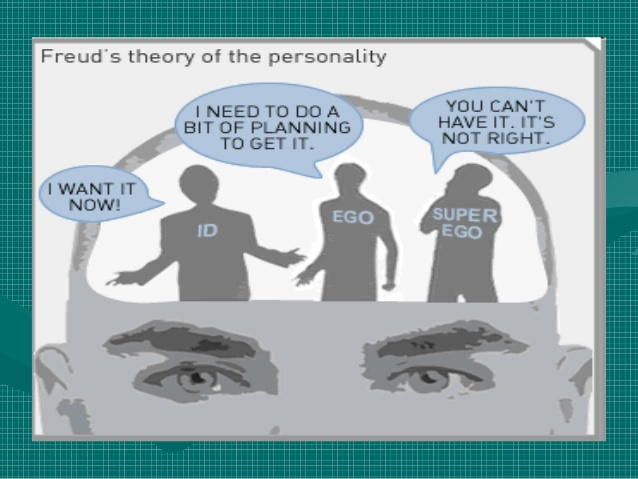 Freud's theory of the personality
I WANT IT
NOW!
I NEED TO DO A
BIT OF PLANNING
TO GET IT.
YOU CAN'T
HAVE IT. IT'S
NOT RIGHT.
ID
EGO
SUPER
EGO